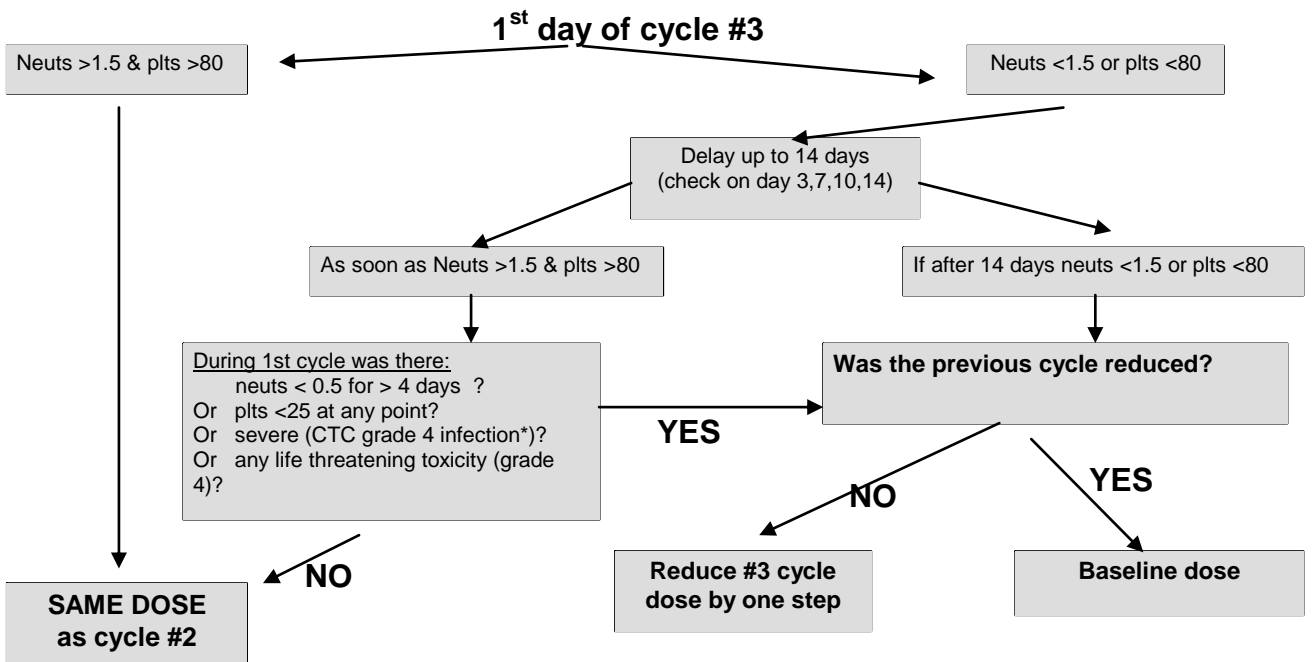 1st day of cycle #3
Neuts >1.5 & plts >80
Neuts <1.5 or plts <80
Delay up to 14 days
(check on day 3,7,10,14)
As soon as Neuts >1.5 & plts >80
If after 14 days neuts <1.5 or plts <80
During 1st cycle was there:
neuts < 0.5 for > 4 days ?
Or plts <25 at any point?
Or severe (CTC grade 4 infection*)?
Or any life threatening toxicity (grade
4)?
YES
Was the previous cycle reduced?
NO
NO
YES
SAME DOSE
as cycle #2
Reduce #3 cycle
dose by one step
Baseline dose